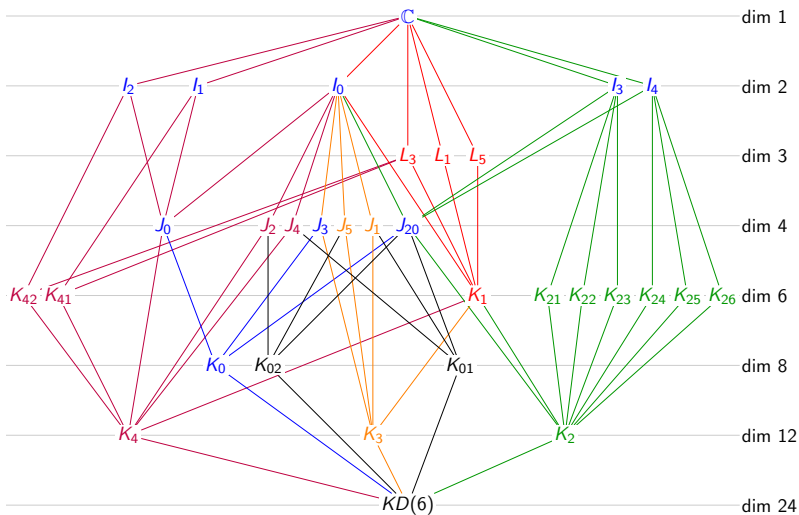 ℂ dim 1
I₂ I₁ I₀ I₃ I₄ dim 2
L₃ L₁ L₅ dim 3
J₀ J₂ J₄ J₃ J₅ J₁ J₂₀ dim 4
K₄₂ K₄₁ K₁ K₂₁ K₂₂ K₂₃ K₂₄ K₂₅ K₂₆ dim 6
K₀ K₀₂ K₀₁ dim 8
K₄ K₃ K₂ dim 12
KD(6) dim 24